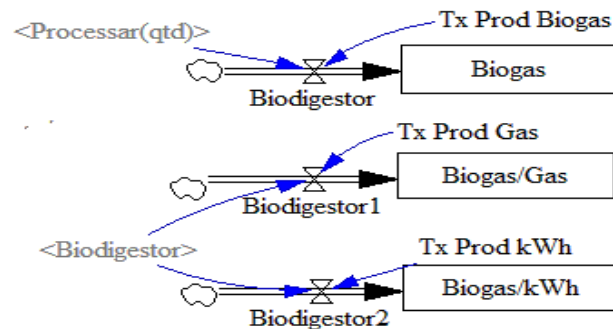 <Processar(qtd)>
Tx Prod Biogas
Biogas
Biodigestor
Tx Prod Gas
Biogas/Gas
Biodigestor1
<Biodigestor>
Tx Prod kWh
Biogas/kWh
Biodigestor2